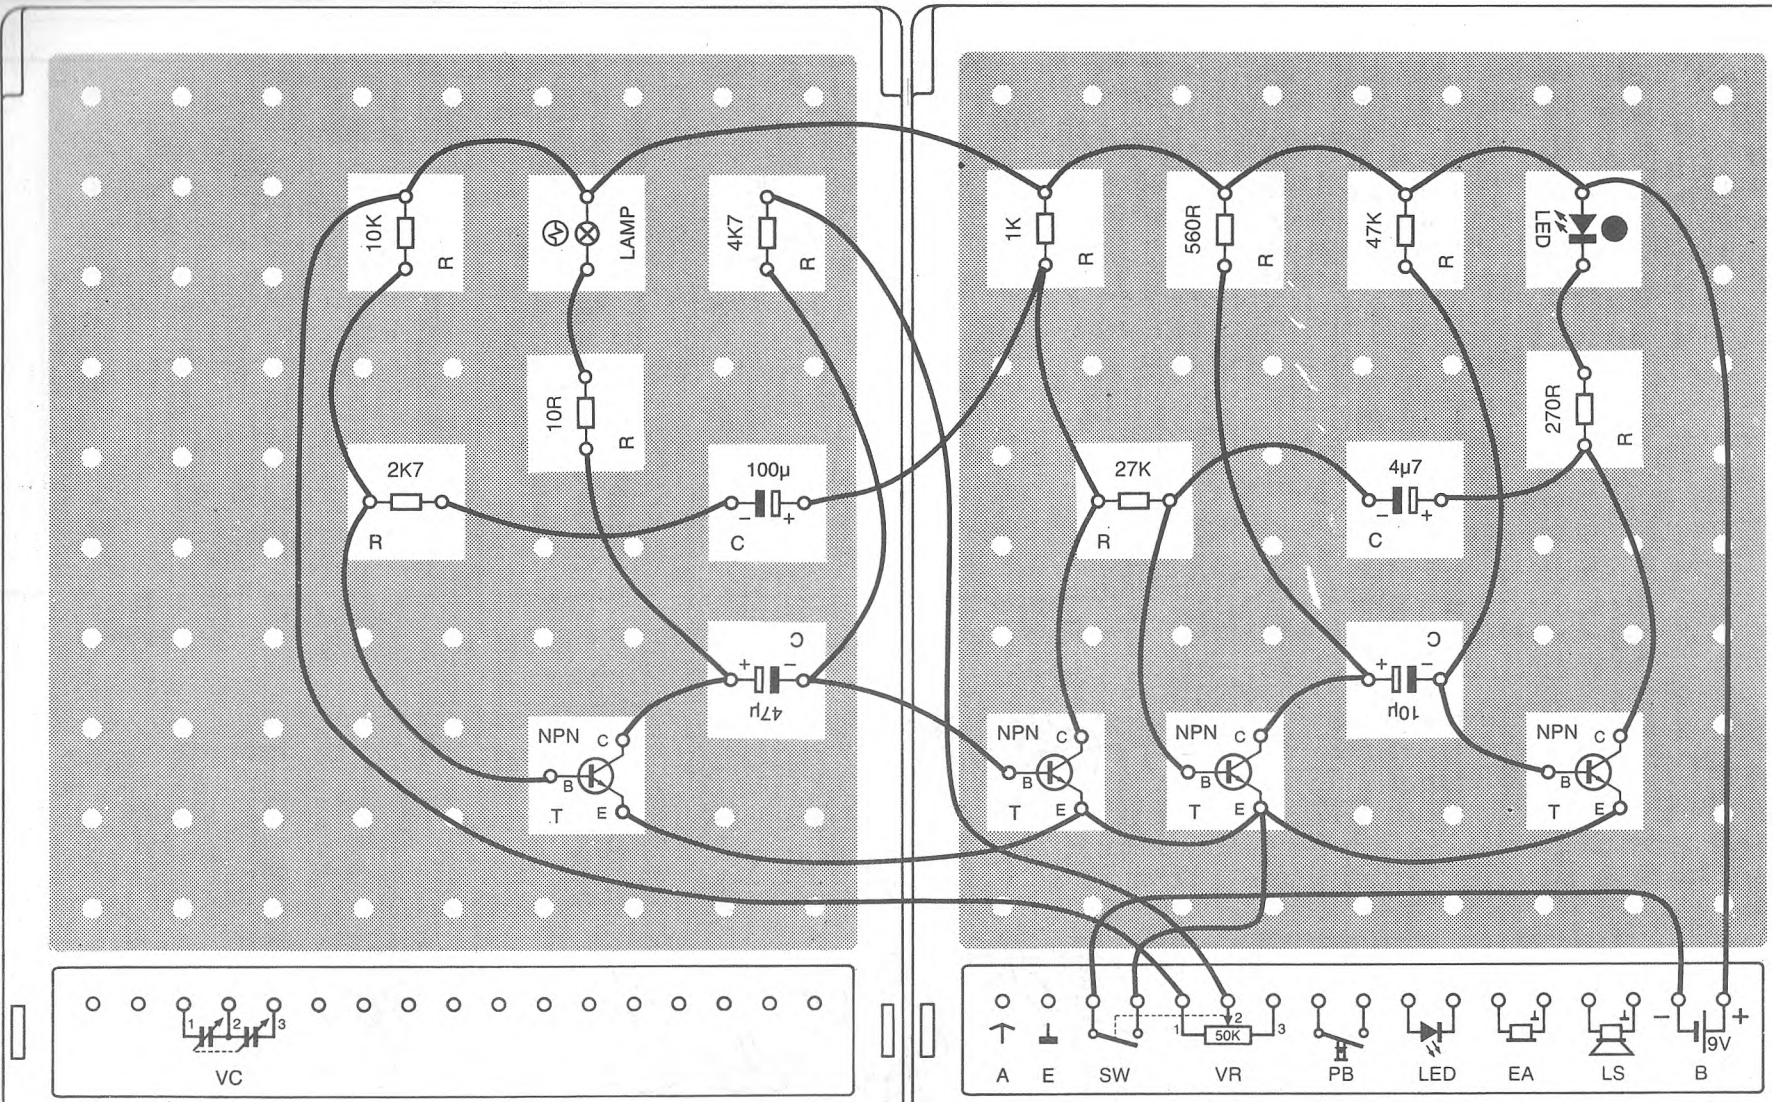 10K
R
LAMP
4K7
R
1K
R
560R
R
47K
R
LED
10R
R
270R
R
2K7
R
100µ
− +
C
27K
R
4µ7
− +
C
C
+ −
47µ
C
+ −
10µ
NPN C
B
T E
NPN C
B
T E
NPN C
B
T E
NPN C
B
T E
1 2 3
VC
1 2 3
50K
− +
9V
A E SW VR PB LED EA LS B